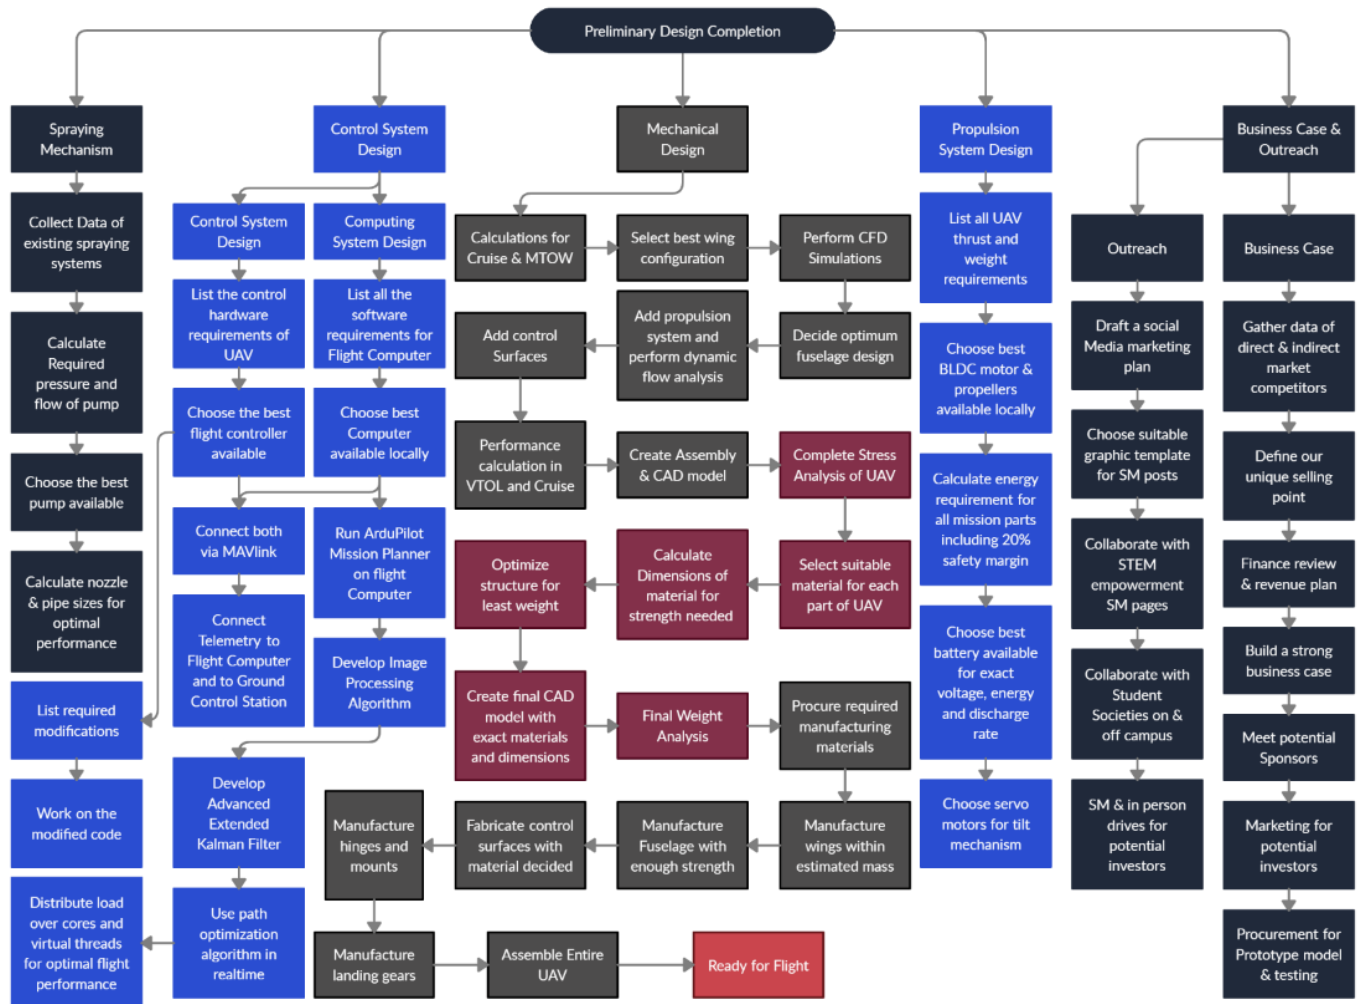 Preliminary Design Completion
Spraying
Mechanism
Control System
Design
Mechanical
Design
Propulsion
System Design
Business Case &
Outreach
Collect Data of
existing spraying
systems
Calculate
Required
pressure and
flow of pump
Choose the best
pump available
Calculate nozzle
& pipe sizes for
optimal
performance
Control System
Design
List the control
hardware
requirements of
UAV
Choose the best
flight controller
available
List required
modifications
Work on the
modified code
Computing
System Design
List all the
software
requirements for
Flight Computer
Choose best
Computer
available locally
Connect both
via MAVlink
Connect
Telemetry to
Flight Computer
and to Ground
Control Station
Run ArduPilot
Mission Planner
on flight
Computer
Develop Image
Processing
Algorithm
Develop
Advanced
Extended
Kalman Filter
Use path
optimization
algorithm in
realtime
Distribute load
over cores and
virtual threads
for optimal flight
performance
Calculations for
Cruise & MTOW
Select best wing
configuration
Perform CFD
Simulations
Decide optimum
fuselage design
Add propulsion
system and
perform dynamic
flow analysis
Add control
Surfaces
Performance
calculation in
VTOL and Cruise
Create Assembly
& CAD model
Complete Stress
Analysis of UAV
Select suitable
material for each
part of UAV
Calculate
Dimensions of
material for
strength needed
Optimize
structure for
least weight
Create final CAD
model with
exact materials
and dimensions
Final Weight
Analysis
Procure required
manufacturing
materials
Manufacture
wings within
estimated mass
Manufacture
Fuselage with
enough strength
Fabricate control
surfaces with
material decided
Manufacture
hinges and
mounts
Manufacture
landing gears
Assemble Entire
UAV
Ready for Flight
List all UAV
thrust and
weight
requirements
Choose best
BLDC motor &
propellers
available locally
Calculate energy
requirement for
all mission parts
including 20%
safety margin
Choose best
battery available
for exact
voltage, energy
and discharge
rate
Choose servo
motors for tilt
mechanism
Outreach
Draft a social
Media marketing
plan
Choose suitable
graphic template
for SM posts
Collaborate with
STEM
empowerment
SM pages
Collaborate with
Student
Societies on &
off campus
SM & in person
drives for
potential
investors
Business Case
Gather data of
direct & indirect
market
competitors
Define our
unique selling
point
Finance review
& revenue plan
Build a strong
business case
Meet potential
Sponsors
Marketing for
potential
investors
Procurement for
Prototype model
& testing